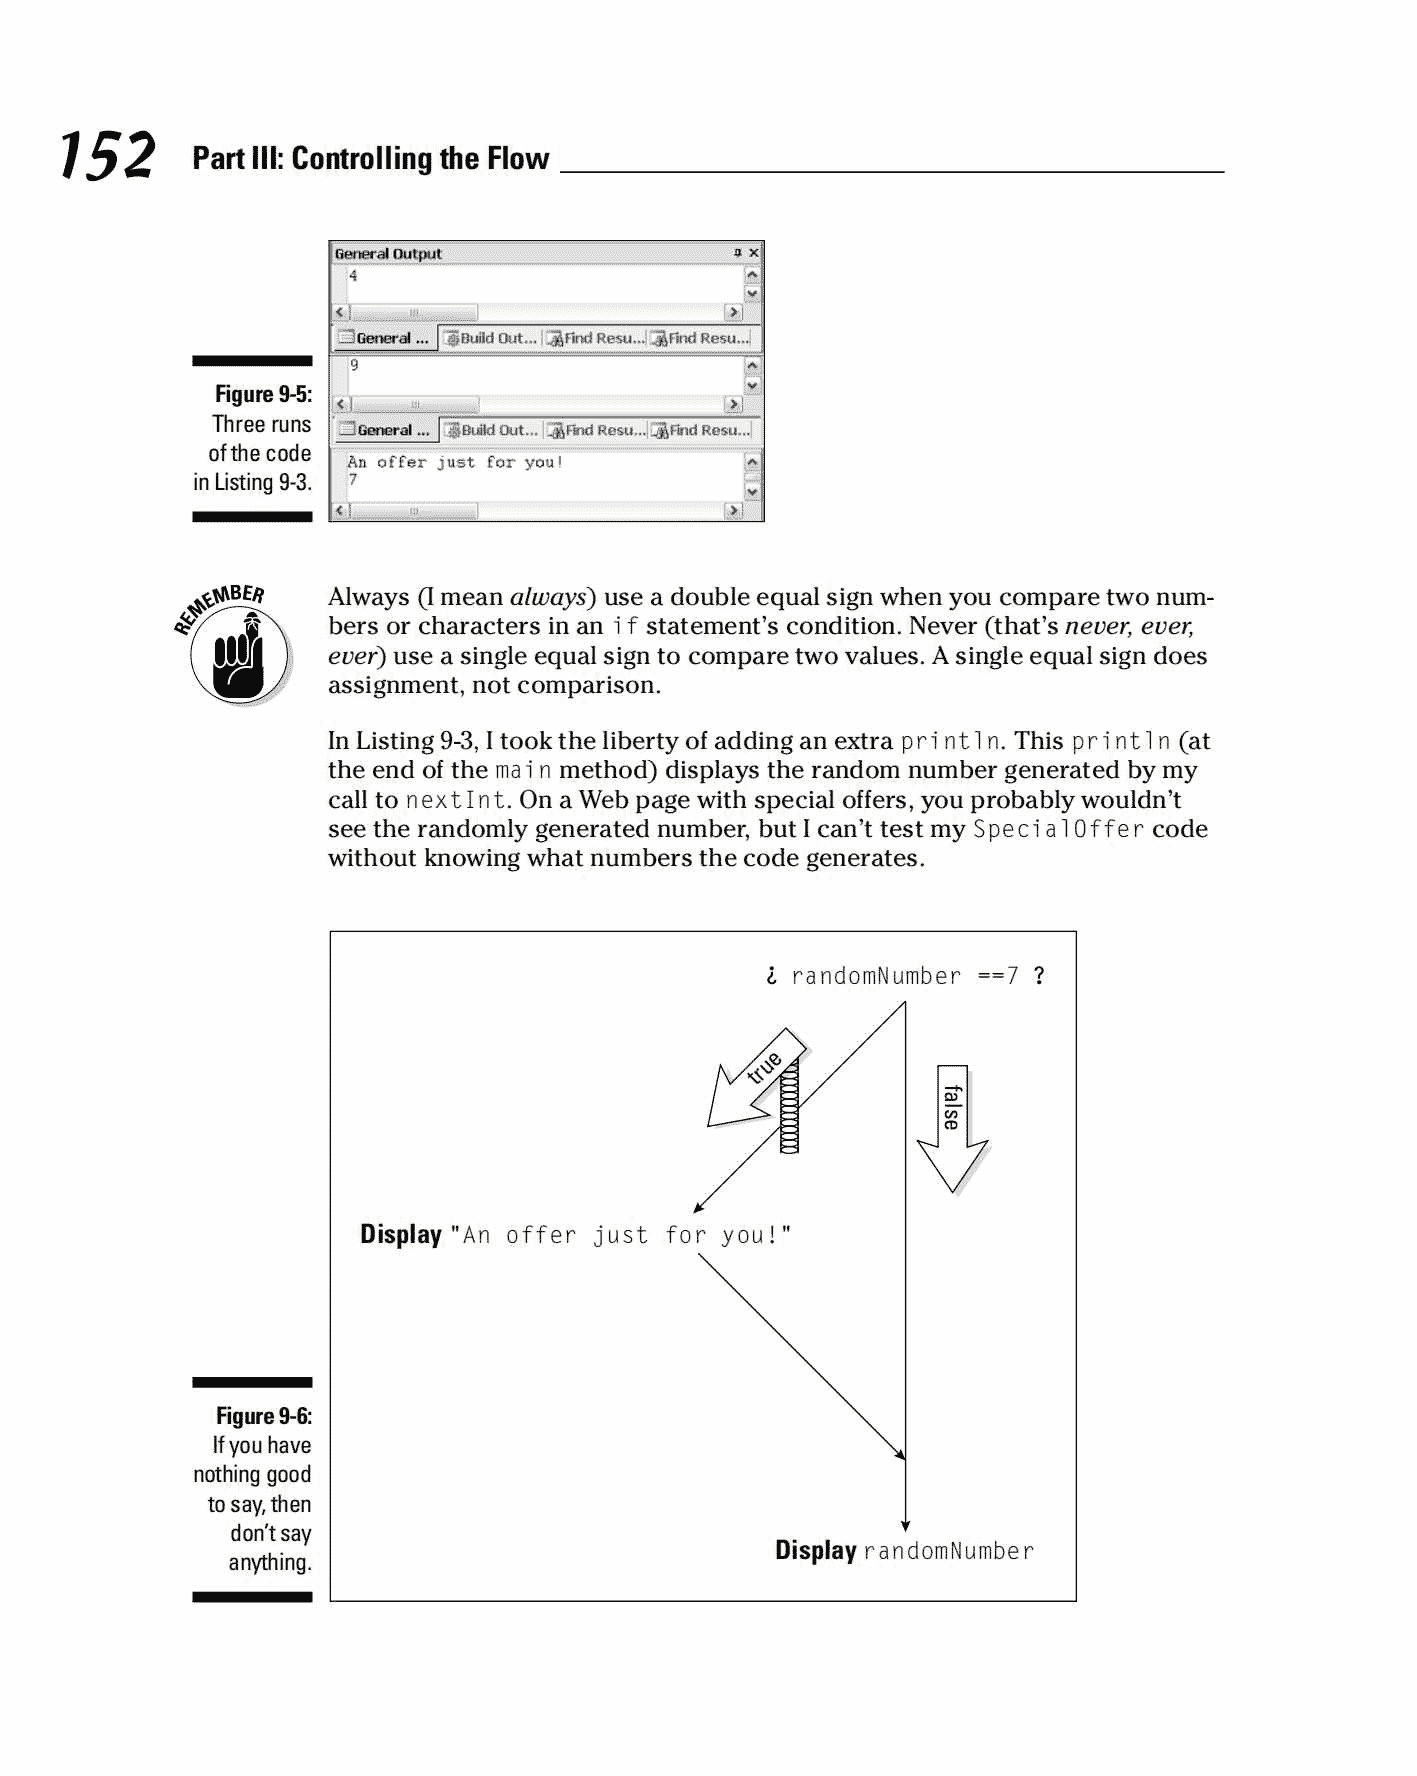 152 Part III: Controlling the Flow
General Output
4
General ... Build Out... Find Resu... Find Resu...
9
General ... Build Out... Find Resu... Find Resu...
An offer just for you!
7
Figure 9-5:
Three runs
of the code
in Listing 9-3.
REMEMBER
Always (I mean always) use a double equal sign when you compare two num-
bers or characters in an if statement's condition. Never (that's never, ever,
ever) use a single equal sign to compare two values. A single equal sign does
assignment, not comparison.
In Listing 9-3, I took the liberty of adding an extra println. This println (at
the end of the main method) displays the random number generated by my
call to nextInt. On a Web page with special offers, you probably wouldn't
see the randomly generated number, but I can't test my SpecialOffer code
without knowing what numbers the code generates.
¿ randomNumber ==7 ?
true
false
Display "An offer just for you!"
Display randomNumber
Figure 9-6:
If you have
nothing good
to say, then
don't say
anything.